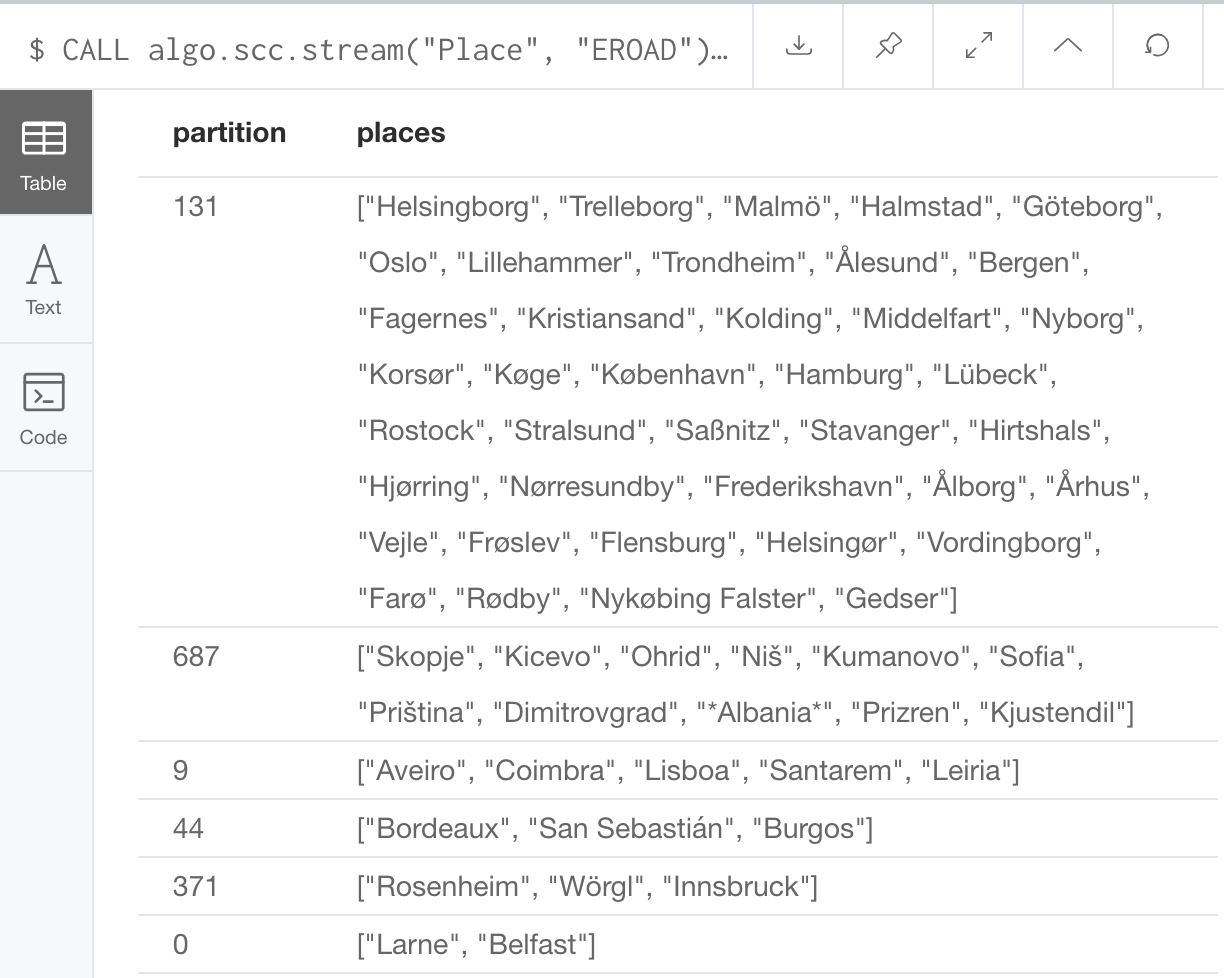 $ CALL algo.scc.stream("Place", "EROAD")…
Table
Text
Code
partition places
131 ["Helsingborg", "Trelleborg", "Malmö", "Halmstad", "Göteborg",
"Oslo", "Lillehammer", "Trondheim", "Ålesund", "Bergen",
"Fagernes", "Kristiansand", "Kolding", "Middelfart", "Nyborg",
"Korsør", "Køge", "København", "Hamburg", "Lübeck",
"Rostock", "Stralsund", "Saßnitz", "Stavanger", "Hirtshals",
"Hjørring", "Nørresundby", "Frederikshavn", "Ålborg", "Århus",
"Vejle", "Frøslev", "Flensburg", "Helsingør", "Vordingborg",
"Farø", "Rødby", "Nykøbing Falster", "Gedser"]
687 ["Skopje", "Kicevo", "Ohrid", "Niš", "Kumanovo", "Sofia",
"Priština", "Dimitrovgrad", "*Albania*", "Prizren", "Kjustendil"]
9 ["Aveiro", "Coimbra", "Lisboa", "Santarem", "Leiria"]
44 ["Bordeaux", "San Sebastián", "Burgos"]
371 ["Rosenheim", "Wörgl", "Innsbruck"]
0 ["Larne", "Belfast"]